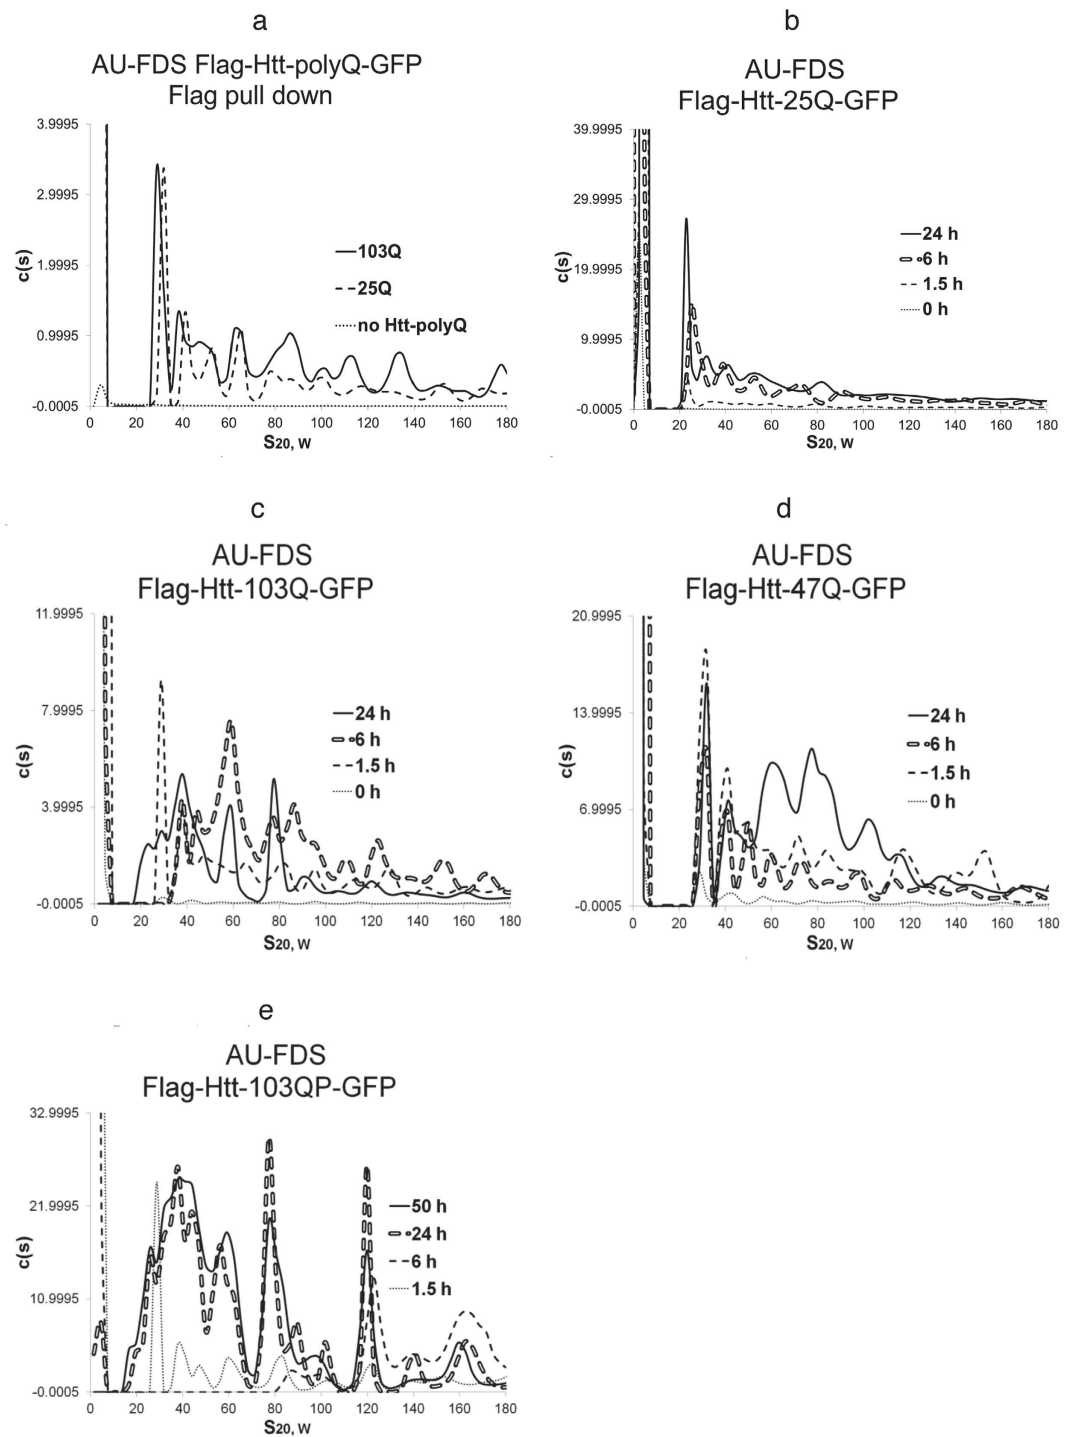 a
AU-FDS Flag-Htt-polyQ-GFP
Flag pull down
3.9995
2.9995
1.9995
0.9995
-0.0005
c(s)
103Q
25Q
no Htt-polyQ
0 20 40 60 80 100 120 140 160 180
S20, W
b
AU-FDS
Flag-Htt-25Q-GFP
39.9995
29.9995
19.9995
9.9995
-0.0005
c(s)
24 h
6 h
1.5 h
0 h
0 20 40 60 80 100 120 140 160 180
S20, W
c
AU-FDS
Flag-Htt-103Q-GFP
11.9995
7.9995
3.9995
-0.0005
c(s)
24 h
6 h
1.5 h
0 h
0 20 40 60 80 100 120 140 160 180
S20, W
d
AU-FDS
Flag-Htt-47Q-GFP
20.9995
13.9995
6.9995
-0.0005
c(s)
24 h
6 h
1.5 h
0 h
0 20 40 60 80 100 120 140 160 180
S20, W
e
AU-FDS
Flag-Htt-103QP-GFP
32.9995
21.9995
10.9995
-0.0005
c(s)
50 h
24 h
6 h
1.5 h
0 20 40 60 80 100 120 140 160 180
S20, W